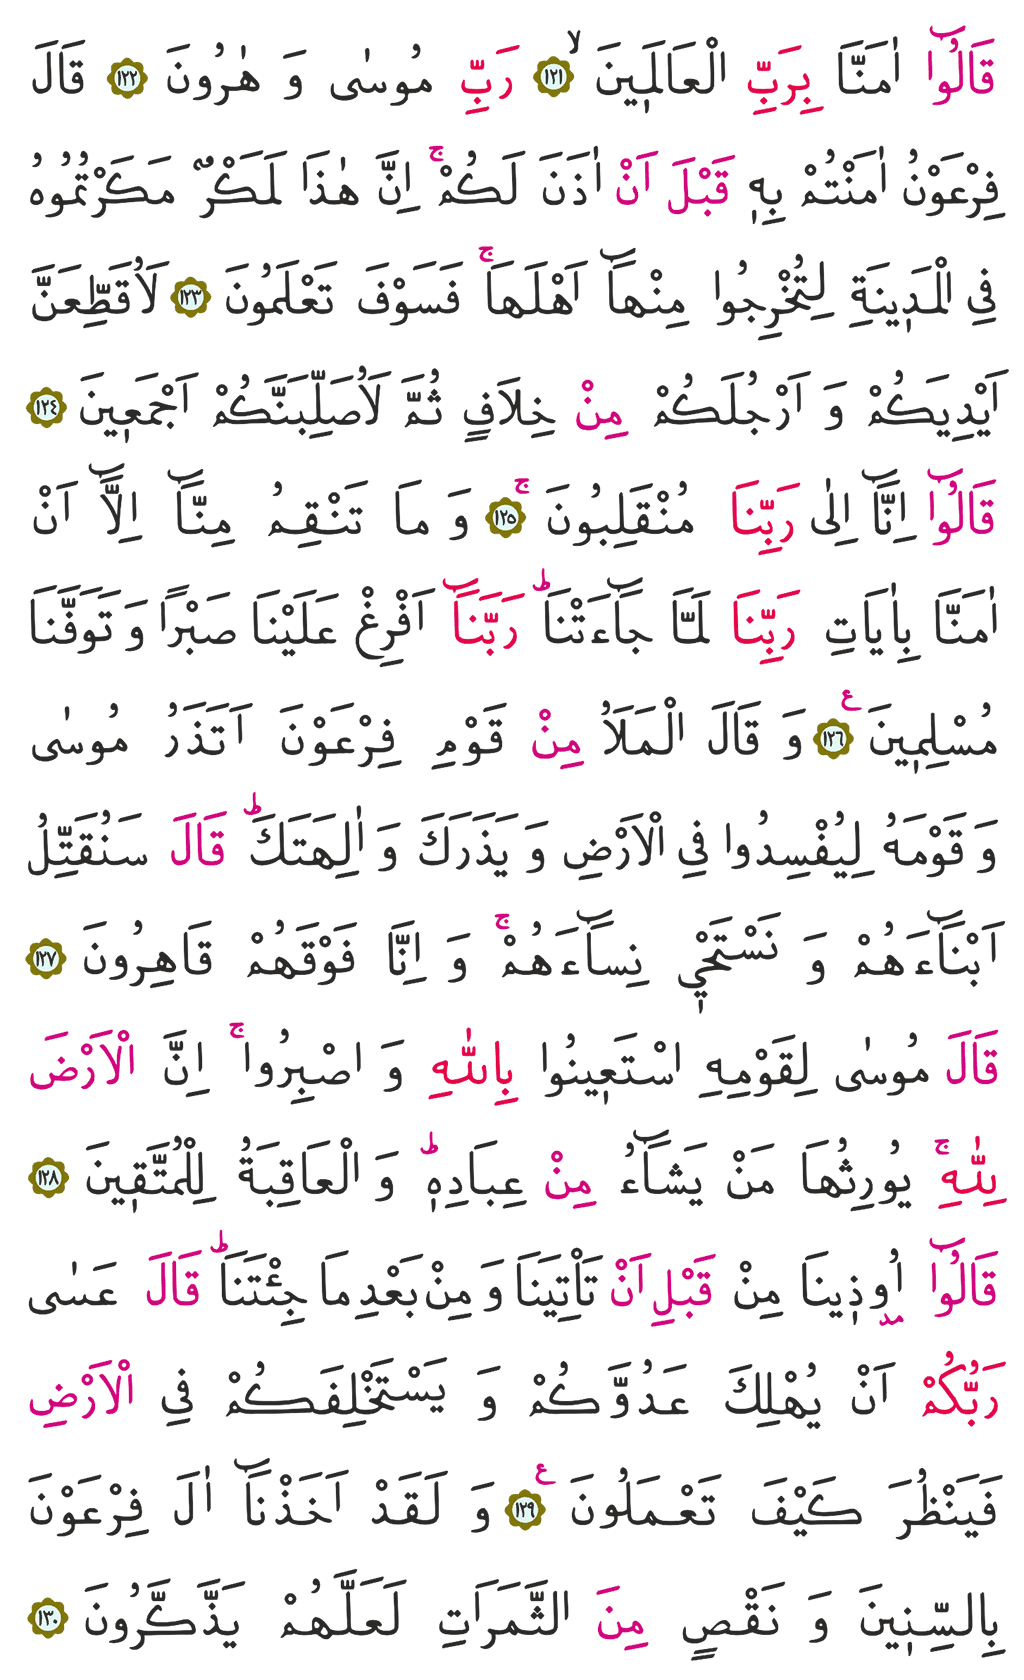 قَالُٓوا اٰمَنَّا بِرَبِّ الْعَالَمٖينَۙ ﴿١٢١﴾ رَبِّ مُوسٰى وَ هٰرُونَ ﴿١٢٢﴾ قَالَ
فِرْعَوْنُ اٰمَنْتُمْ بِهٖ قَبْلَ اَنْ اٰذَنَ لَكُمْۚ اِنَّ هٰذَا لَمَكْرٌ مَكَرْتُمُوهُ
فِي الْمَدٖينَةِ لِتُخْرِجُوا مِنْهَٓا اَهْلَهَاۚ فَسَوْفَ تَعْلَمُونَ ﴿١٢٣﴾ لَاُقَطِّعَنَّ
اَيْدِيَكُمْ وَ اَرْجُلَكُمْ مِنْ خِلَافٍ ثُمَّ لَاُصَلِّبَنَّكُمْ اَجْمَعٖينَ ﴿١٢٤﴾
قَالُٓوا اِنَّٓا اِلٰى رَبِّنَا مُنْقَلِبُونَۚ ﴿١٢٥﴾ وَ مَا تَنْقِمُ مِنَّٓا اِلَّٓا اَنْ
اٰمَنَّا بِاٰيَاتِ رَبِّنَا لَمَّا جَٓاءَتْنَاؕ رَبَّنَٓا اَفْرِغْ عَلَيْنَا صَبْرًا وَ تَوَفَّنَا
مُسْلِمٖينَ ﴿١٢٦﴾ع وَ قَالَ الْمَلَاُ مِنْ قَوْمِ فِرْعَوْنَ اَتَذَرُ مُوسٰى
وَ قَوْمَهُ لِيُفْسِدُوا فِي الْاَرْضِ وَ يَذَرَكَ وَ اٰلِهَتَكَؕ قَالَ سَنُقَتِّلُ
اَبْنَٓاءَهُمْ وَ نَسْتَحْيٖ نِسَٓاءَهُمْۚ وَ اِنَّا فَوْقَهُمْ قَاهِرُونَ ﴿١٢٧﴾
قَالَ مُوسٰى لِقَوْمِهِ اسْتَعٖينُوا بِاللّٰهِ وَ اصْبِرُواۚ اِنَّ الْاَرْضَ
لِلّٰهِۚ يُورِثُهَا مَنْ يَشَٓاءُ مِنْ عِبَادِهٖؕ وَ الْعَاقِبَةُ لِلْمُتَّقٖينَ ﴿١٢٨﴾
قَالُٓوا اُو۫ذٖينَا مِنْ قَبْلِ اَنْ تَاْتِيَنَا وَ مِنْ بَعْدِ مَا جِئْتَنَاؕ قَالَ عَسٰى
رَبُّكُمْ اَنْ يُهْلِكَ عَدُوَّكُمْ وَ يَسْتَخْلِفَكُمْ فِي الْاَرْضِ
فَيَنْظُرَ كَيْفَ تَعْمَلُونَ ﴿١٢٩﴾ع وَ لَقَدْ اَخَذْنَٓا اٰلَ فِرْعَوْنَ
بِالسِّنٖينَ وَ نَقْصٍ مِنَ الثَّمَرَاتِ لَعَلَّهُمْ يَذَّكَّرُونَ ﴿١٣٠﴾